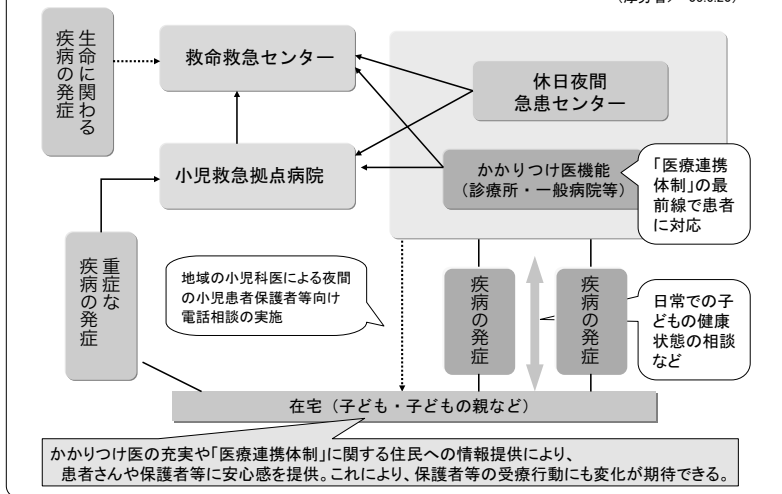 生命に関わる
疾病の発症
救命救急センター
休日夜間
急患センター
小児救急拠点病院
かかりつけ医機能
（診療所・一般病院等）
「医療連携
体制」の最
前線で患者
に対応
重症な
疾病の発症
地域の小児科医による夜間
の小児患者保護者等向け
電話相談の実施
疾病の発症
疾病の発症
日常での子
どもの健康
状態の相談
など
在宅（子ども・子どもの親など）
かかりつけ医の充実や「医療連携体制」に関する住民への情報提供により、
患者さんや保護者等に安心感を提供。これにより、保護者等の受療行動にも変化が期待できる。